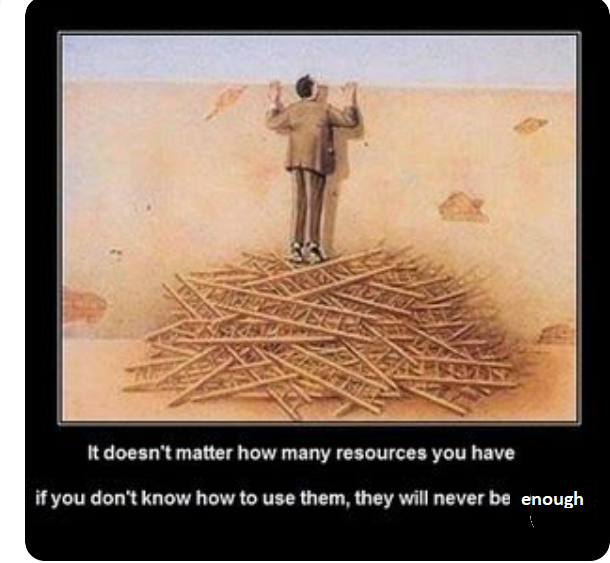 It doesn't matter how many resources you have
if you don't know how to use them, they will never be enough